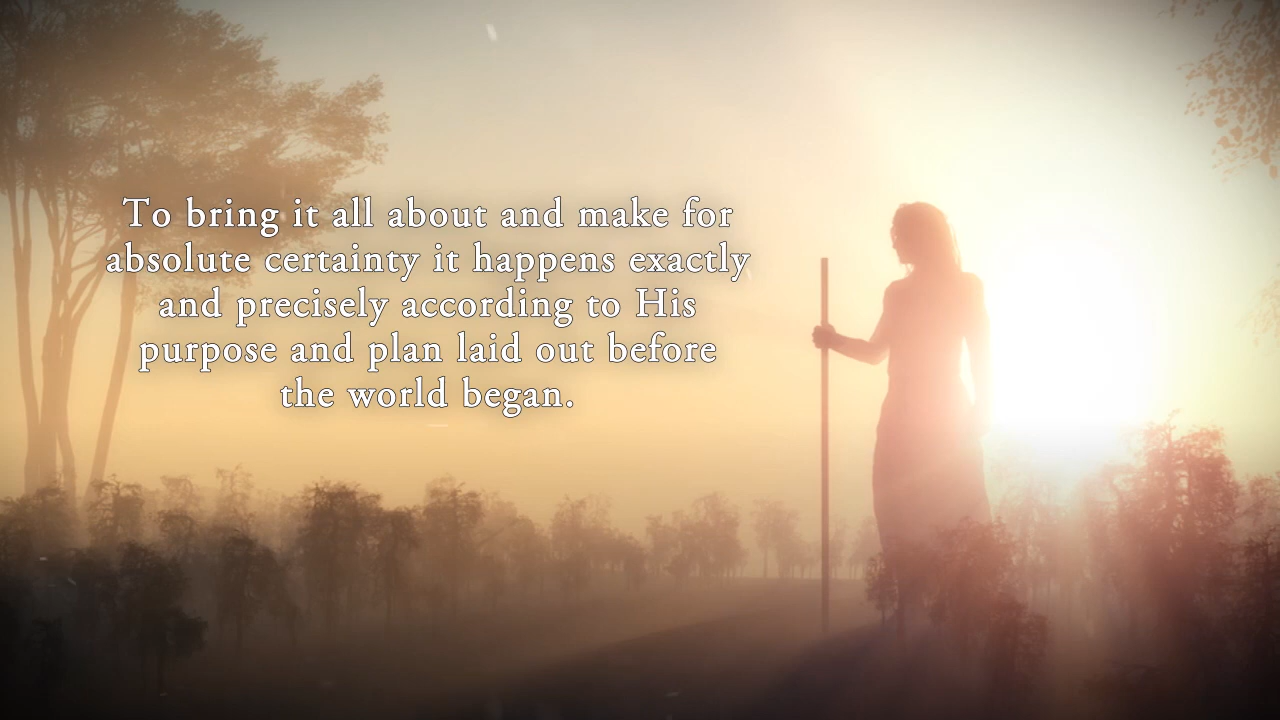 To bring it all about and make for
absolute certainty it happens exactly
and precisely according to His
purpose and plan laid out before
the world began.